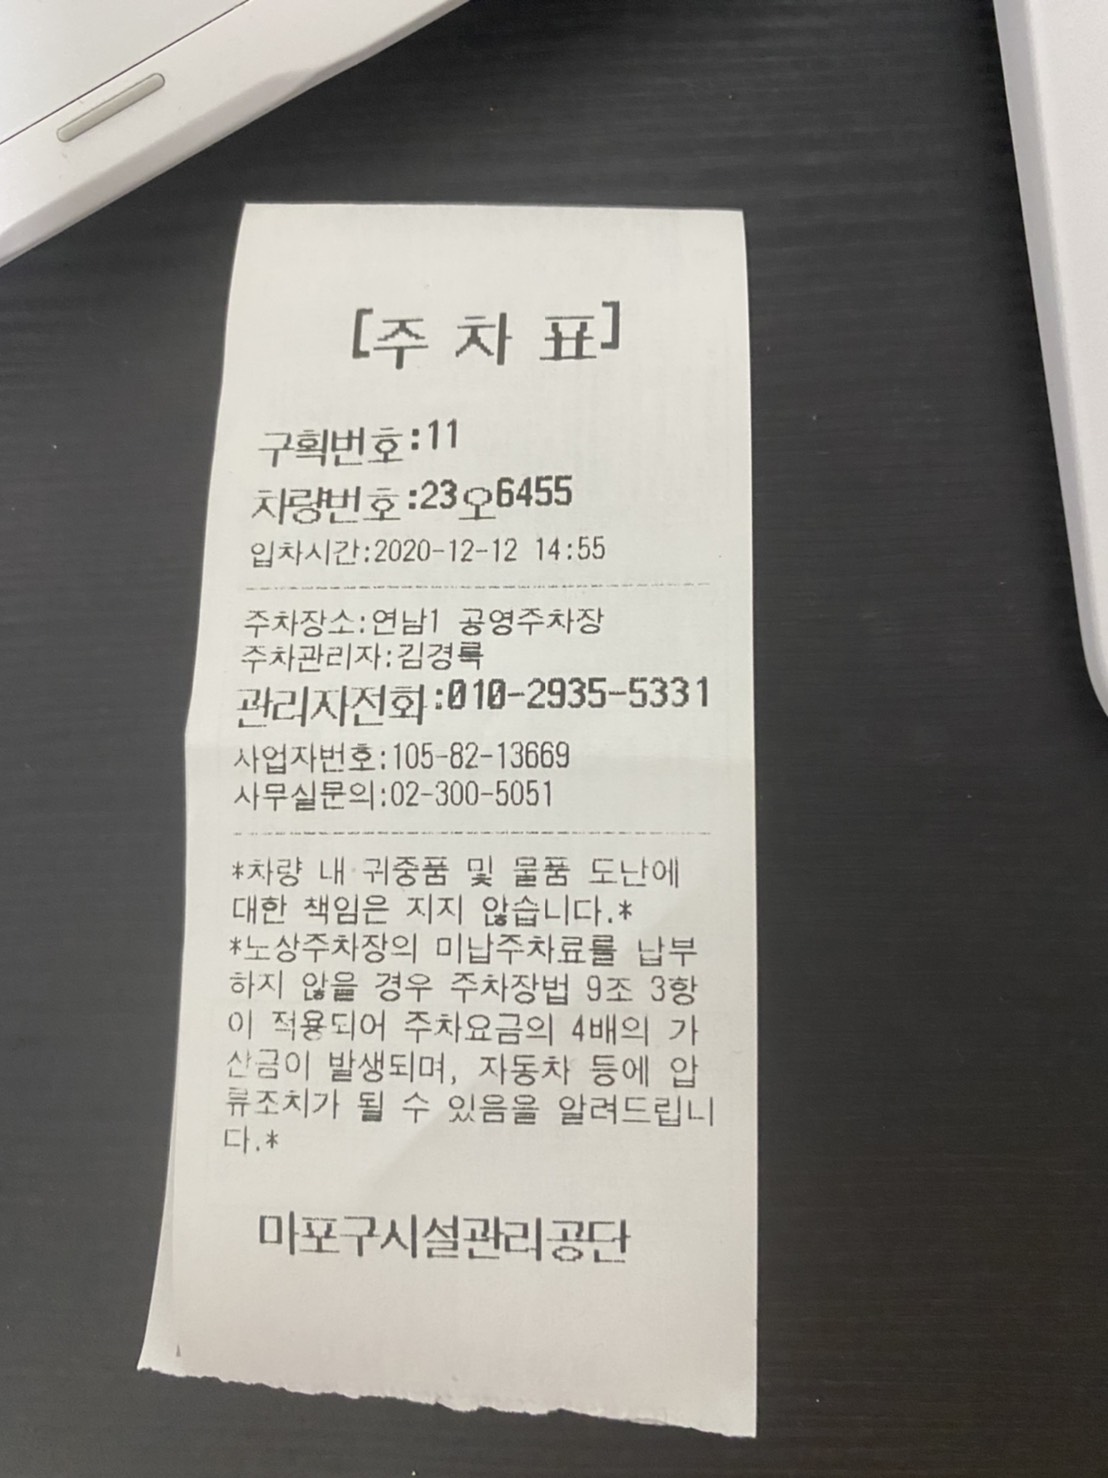 [주 차 표]
구획번호:11
차량번호:23오6455
입차시간:2020-12-12 14:55
주차장소:연남1 공영주차장
주차관리자:김경록
관리자전화:010-2935-5331
사업자번호:105-82-13669
사무실문의:02-300-5051
*차량 내 귀중품 및 물품 도난에
대한 책임은 지지 않습니다.*
*노상주차장의 미납주차료를 납부
하지 않을 경우 주차장법 9조 3항
이 적용되어 주차요금의 4배의 가
산금이 발생되며, 자동차 등에 압
류조치가 될 수 있음을 알려드립니
다.*
마포구시설관리공단